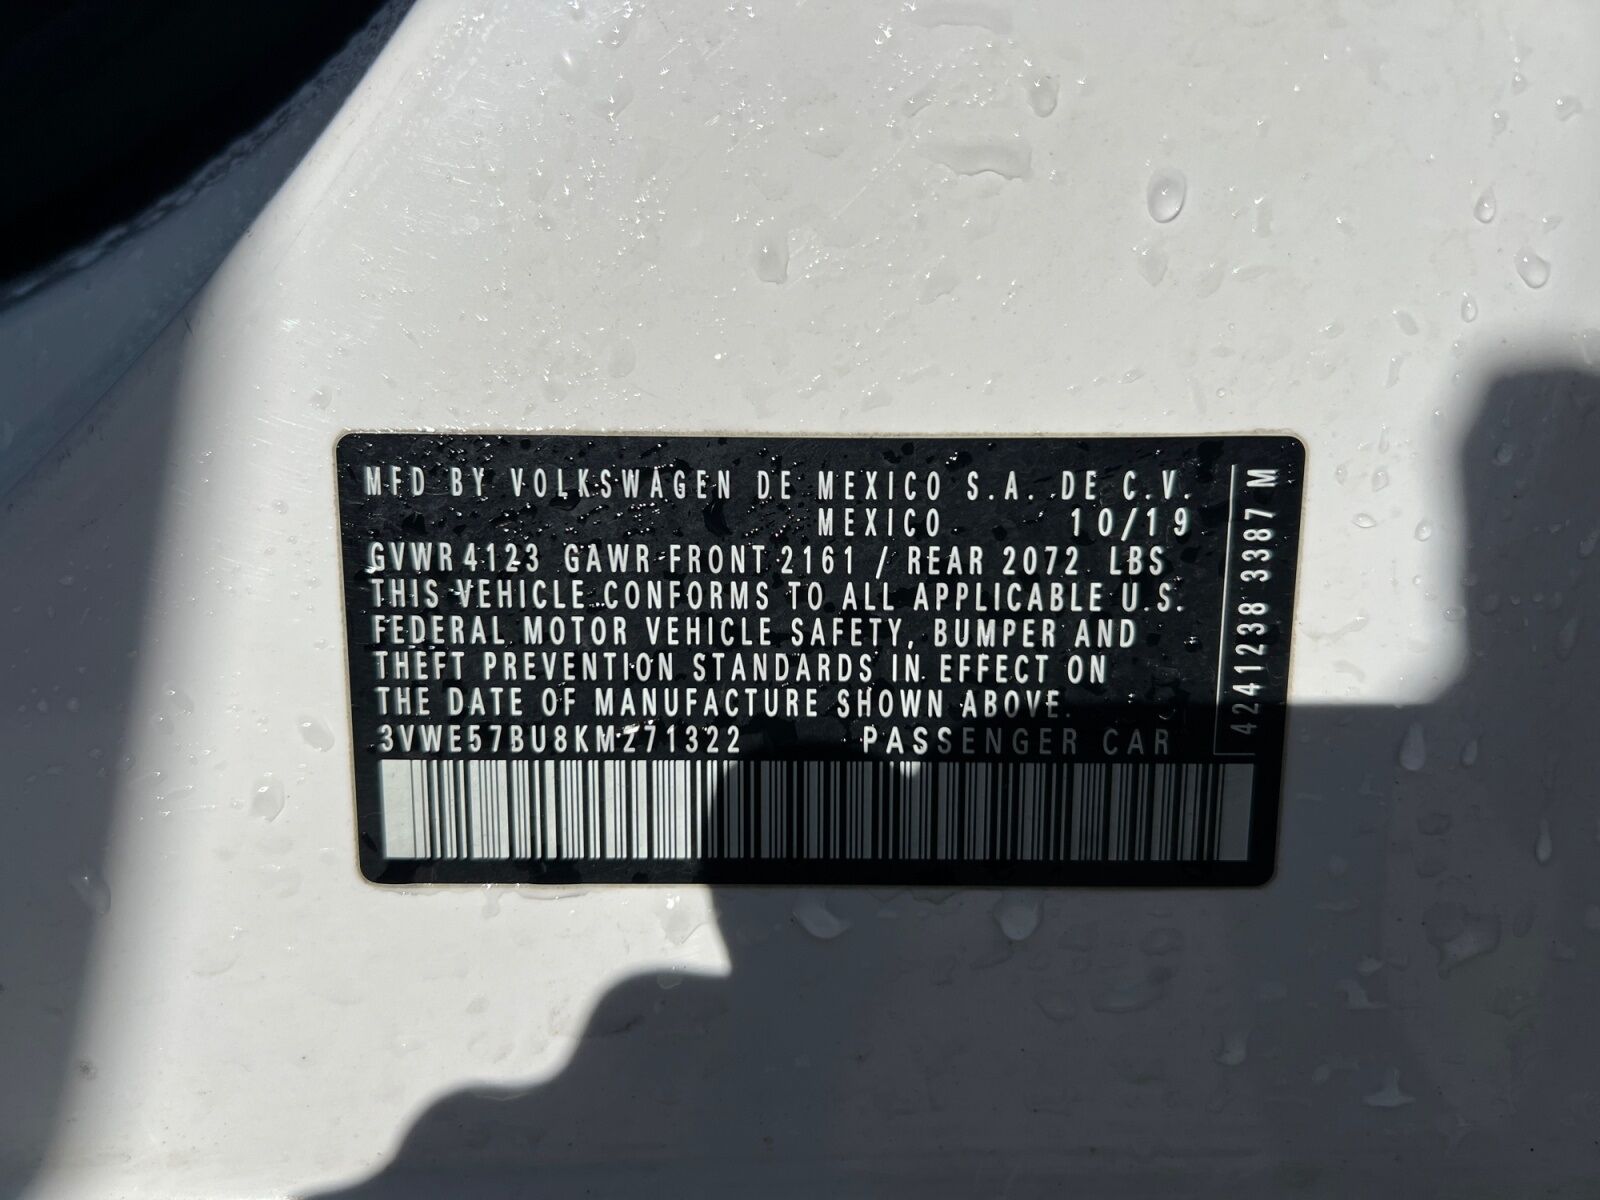 MFD BY VOLKSWAGEN DE MEXICO S.A. DE C.V.
MEXICO 10/19
GVWR 4123 GAWR FRONT 2161 / REAR 2072 LBS
THIS VEHICLE CONFORMS TO ALL APPLICABLE U.S.
FEDERAL MOTOR VEHICLE SAFETY, BUMPER AND
THEFT PREVENTION STANDARDS IN EFFECT ON
THE DATE OF MANUFACTURE SHOWN ABOVE.
3VWE57BU8KM271322 PASSENGER CAR
4241238 3387 M